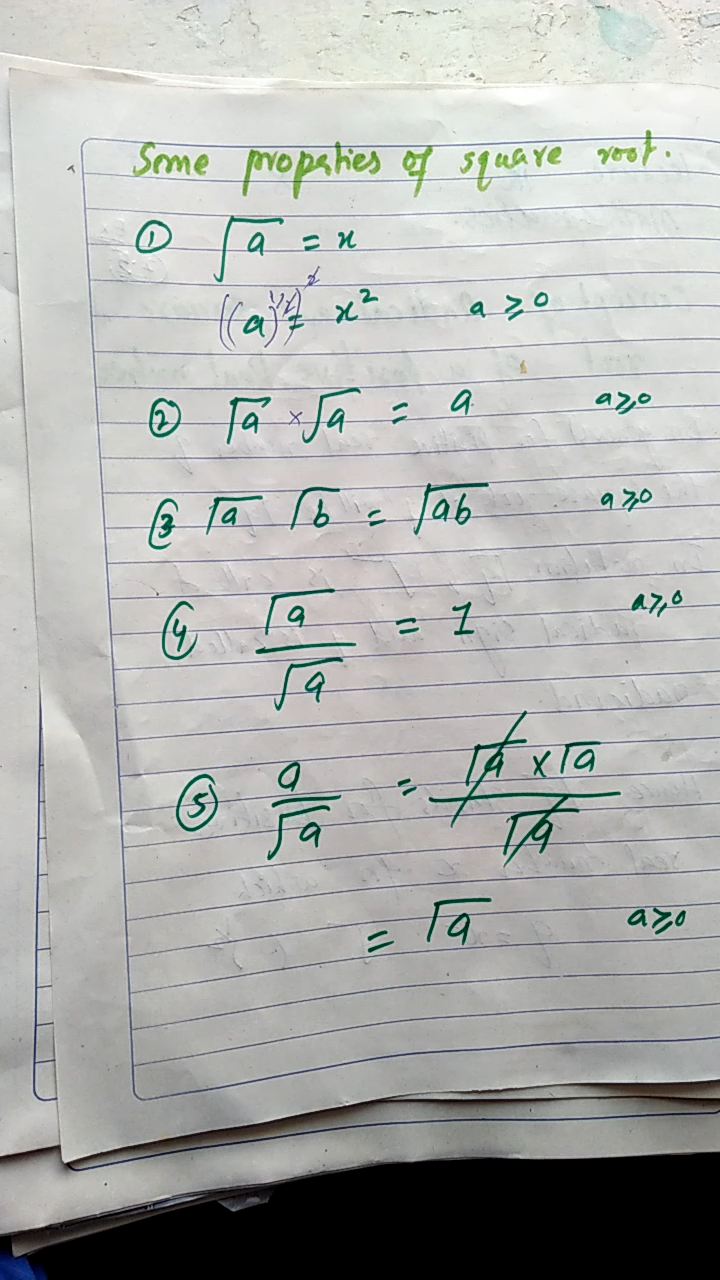 Some propeties of square root.
① √a = x
((a)^1/2)^2 = x² a ≥ 0
② √a × √a = a a ≥ 0
③ √a √b = √ab a ≥ 0
④ √a / √a = 1 a ≥ 0
⑤ a / √a = √a × √a / √a
= √a a ≥ 0